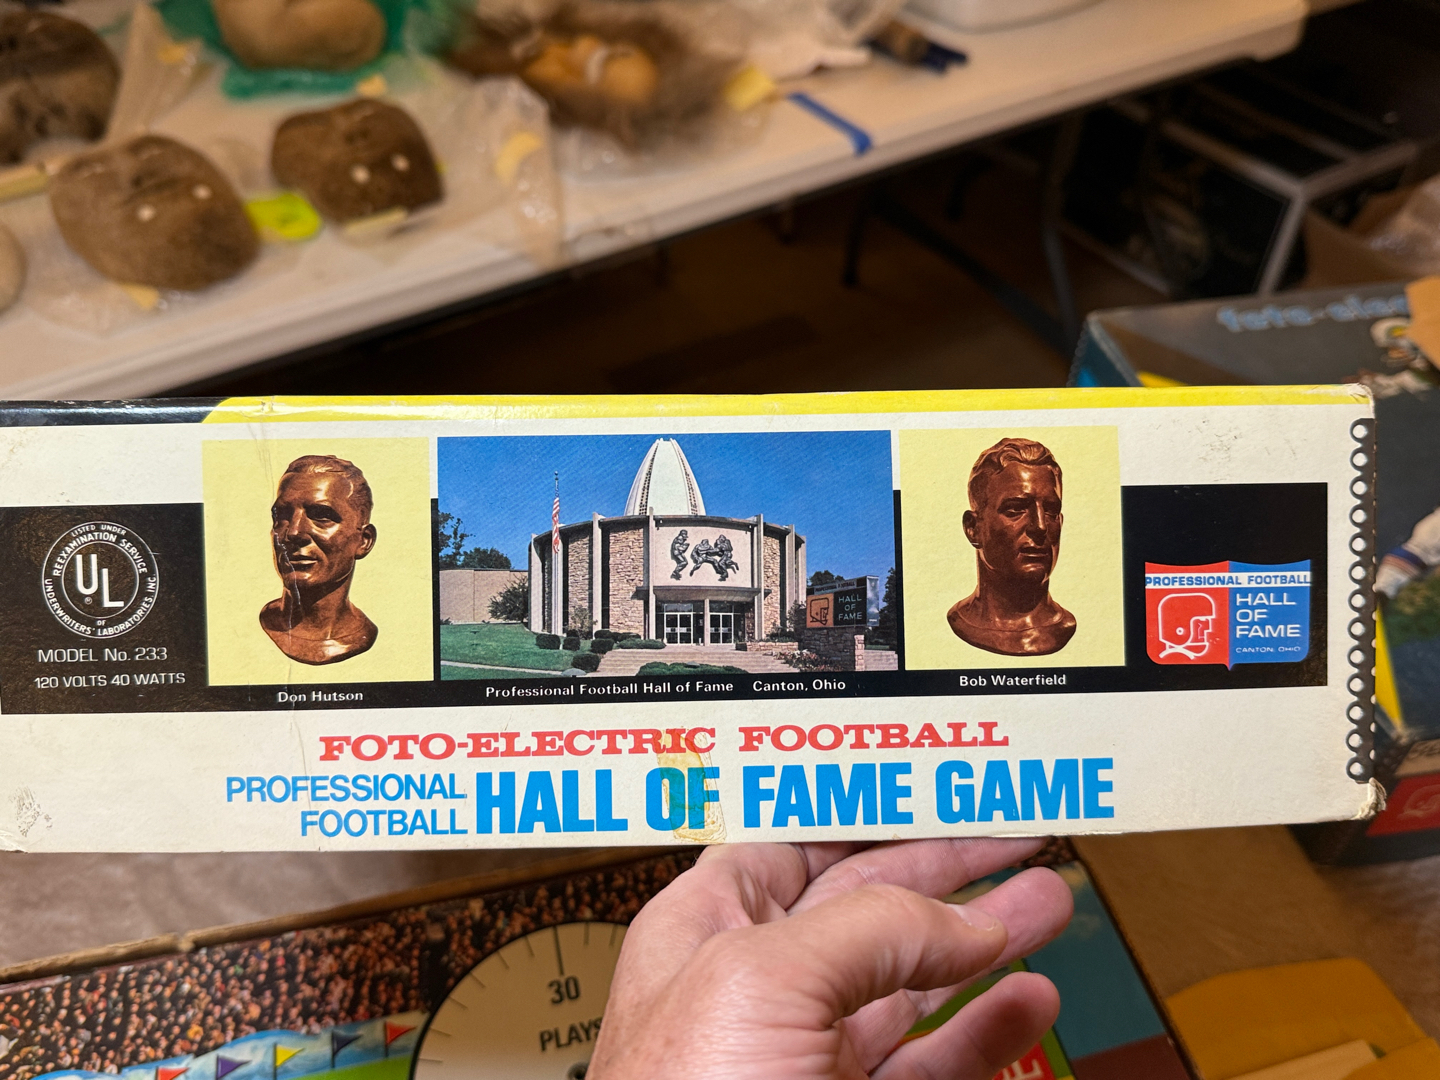 foto-elec
LISTED UNDER
REEXAMINATION SERVICE
UL
®
OF
UNDERWRITERS' LABORATORIES, INC.
MODEL No. 233
120 VOLTS 40 WATTS
Don Hutson
HALL
OF
FAME
Professional Football Hall of Fame Canton, Ohio
Bob Waterfield
PROFESSIONAL FOOTBALL
HALL
OF
FAME
CANTON, OHIO
FOTO-ELECTRIC FOOTBALL
PROFESSIONAL
FOOTBALL
HALL OF FAME GAME
30
PLAYS